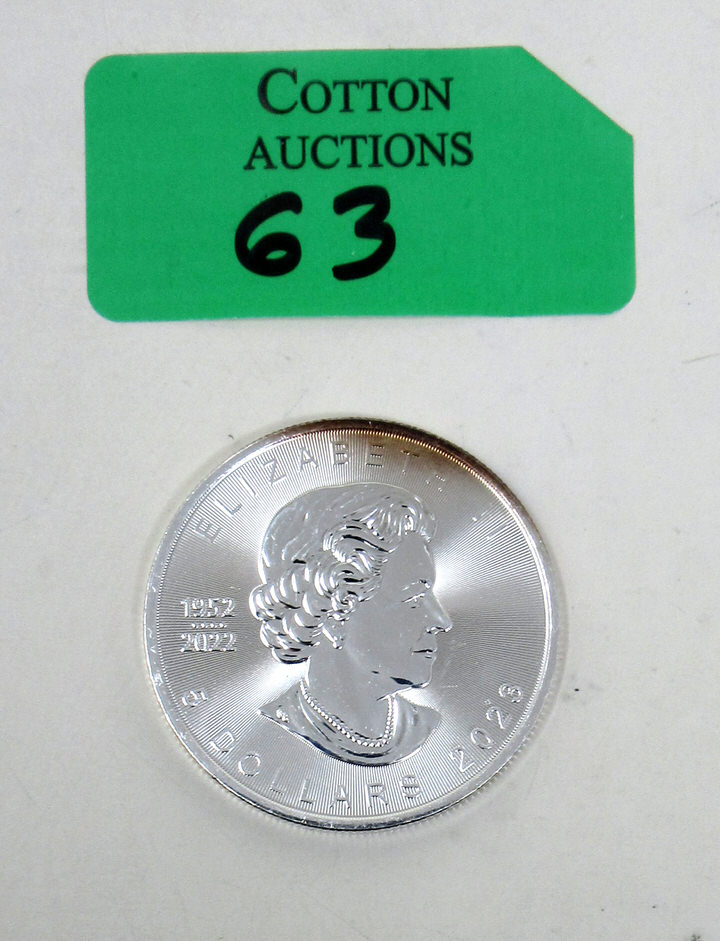 COTTON
AUCTIONS
63
ELIZABETH II
1952
2022
5 DOLLARS 2023